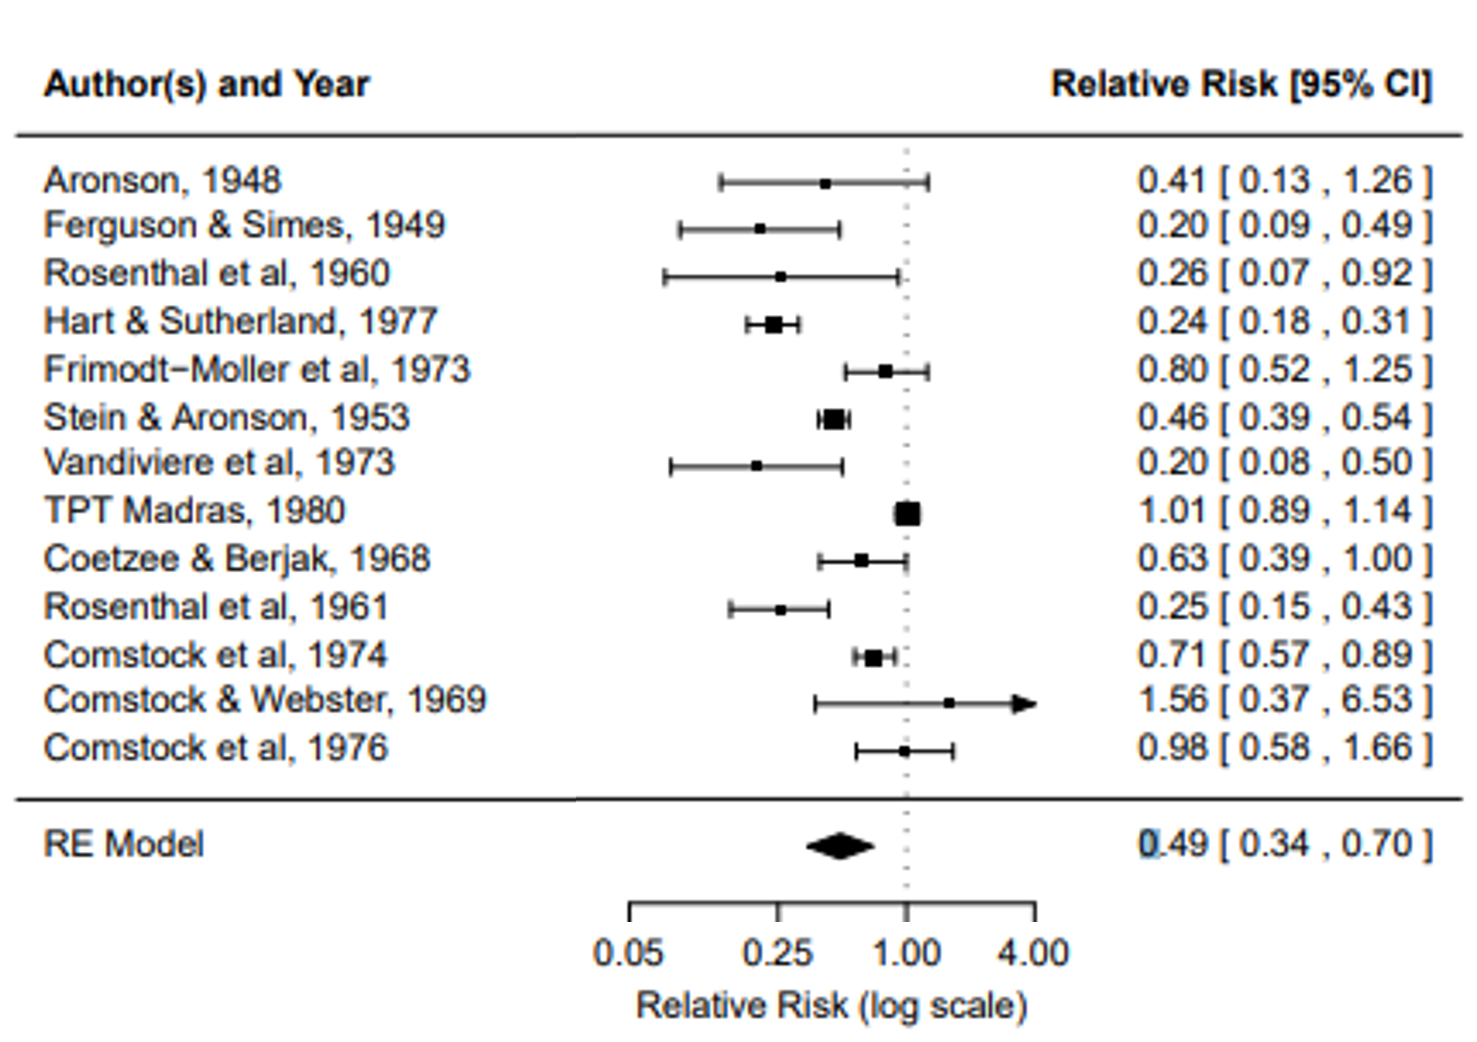 Author(s) and Year Relative Risk [95% CI]
Aronson, 1948 0.41 [ 0.13 , 1.26 ]
Ferguson & Simes, 1949 0.20 [ 0.09 , 0.49 ]
Rosenthal et al, 1960 0.26 [ 0.07 , 0.92 ]
Hart & Sutherland, 1977 0.24 [ 0.18 , 0.31 ]
Frimodt−Moller et al, 1973 0.80 [ 0.52 , 1.25 ]
Stein & Aronson, 1953 0.46 [ 0.39 , 0.54 ]
Vandiviere et al, 1973 0.20 [ 0.08 , 0.50 ]
TPT Madras, 1980 1.01 [ 0.89 , 1.14 ]
Coetzee & Berjak, 1968 0.63 [ 0.39 , 1.00 ]
Rosenthal et al, 1961 0.25 [ 0.15 , 0.43 ]
Comstock et al, 1974 0.71 [ 0.57 , 0.89 ]
Comstock & Webster, 1969 1.56 [ 0.37 , 6.53 ]
Comstock et al, 1976 0.98 [ 0.58 , 1.66 ]
RE Model 0.49 [ 0.34 , 0.70 ]
0.05 0.25 1.00 4.00
Relative Risk (log scale)